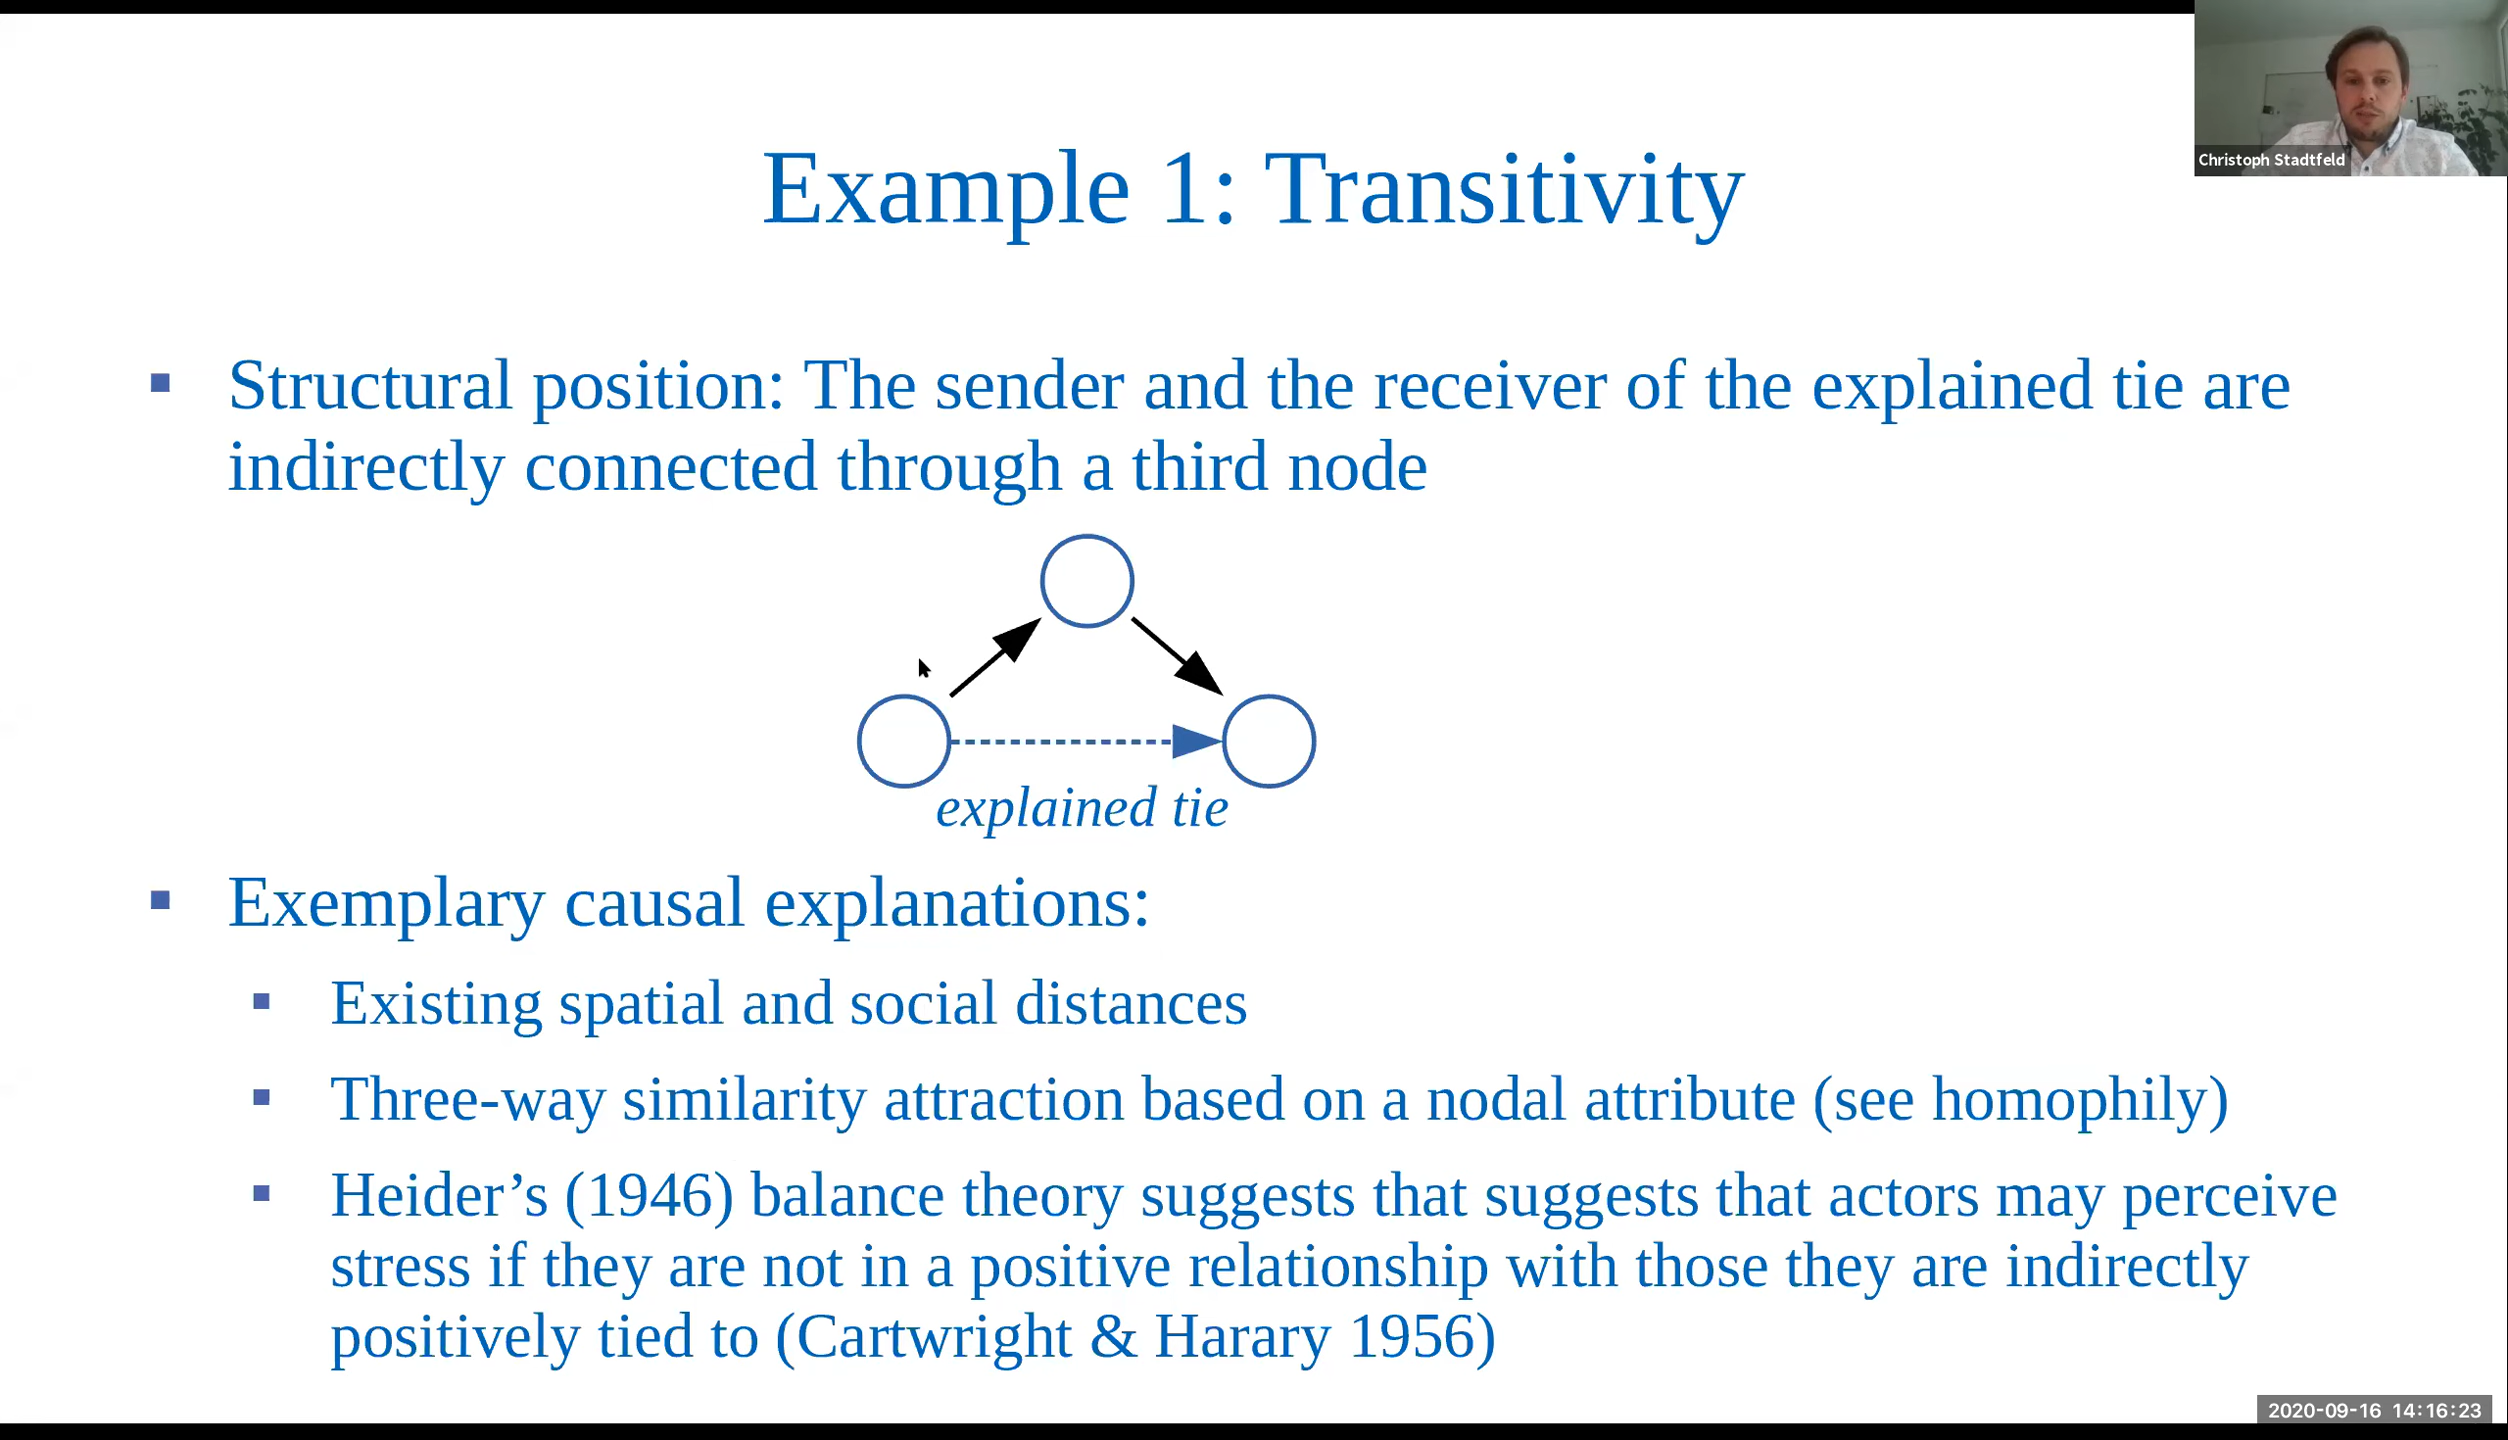 Christoph Stadtfeld
Example 1: Transitivity
Structural position: The sender and the receiver of the explained tie are
indirectly connected through a third node
explained tie
Exemplary causal explanations:
Existing spatial and social distances
Three-way similarity attraction based on a nodal attribute (see homophily)
Heider’s (1946) balance theory suggests that suggests that actors may perceive
stress if they are not in a positive relationship with those they are indirectly
positively tied to (Cartwright & Harary 1956)
2020-09-16 14:16:23